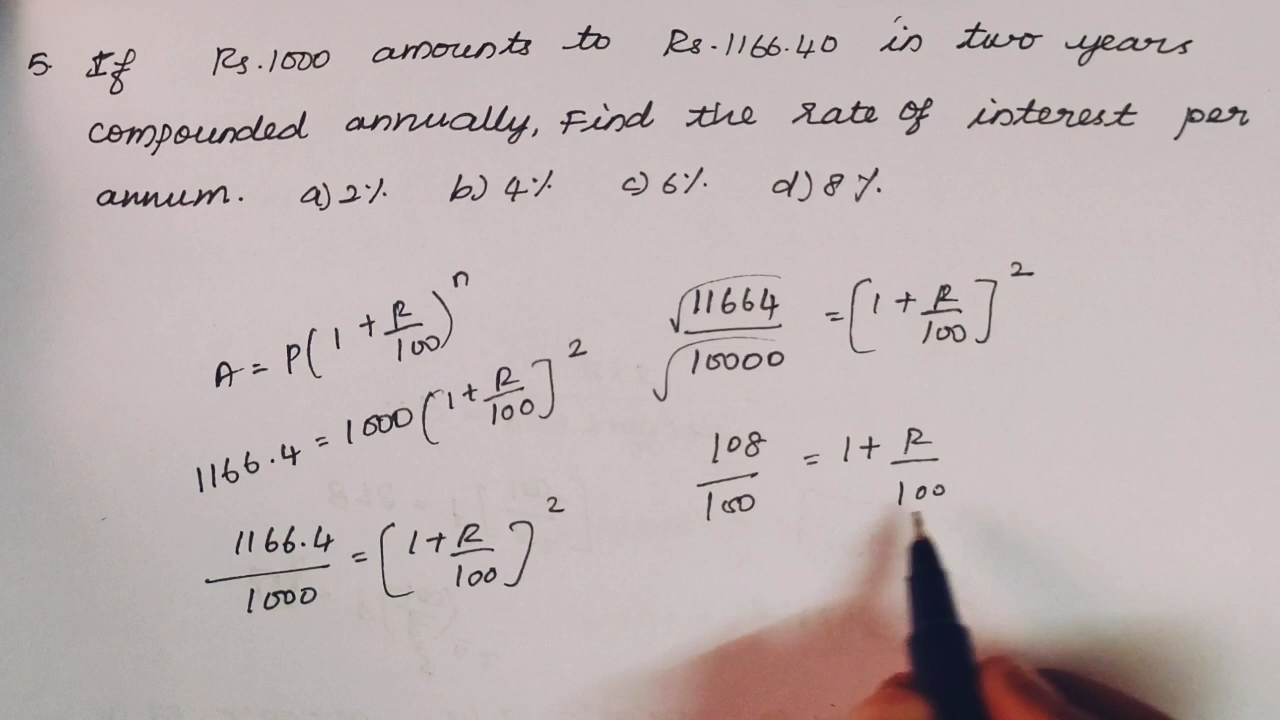 5. If Rs.1000 amounts to Rs.1166.40 in two years
compounded annually, Find the rate of interest per
annum. a) 2% b) 4% c) 6% d) 8%
A = P(1 + R/100)^n
1166.4 = 1000(1 + R/100]^2
1166.4/1000 = [1 + R/100]^2
√11664/√10000 = [1 + R/100]^2
108/100 = 1 + R/100